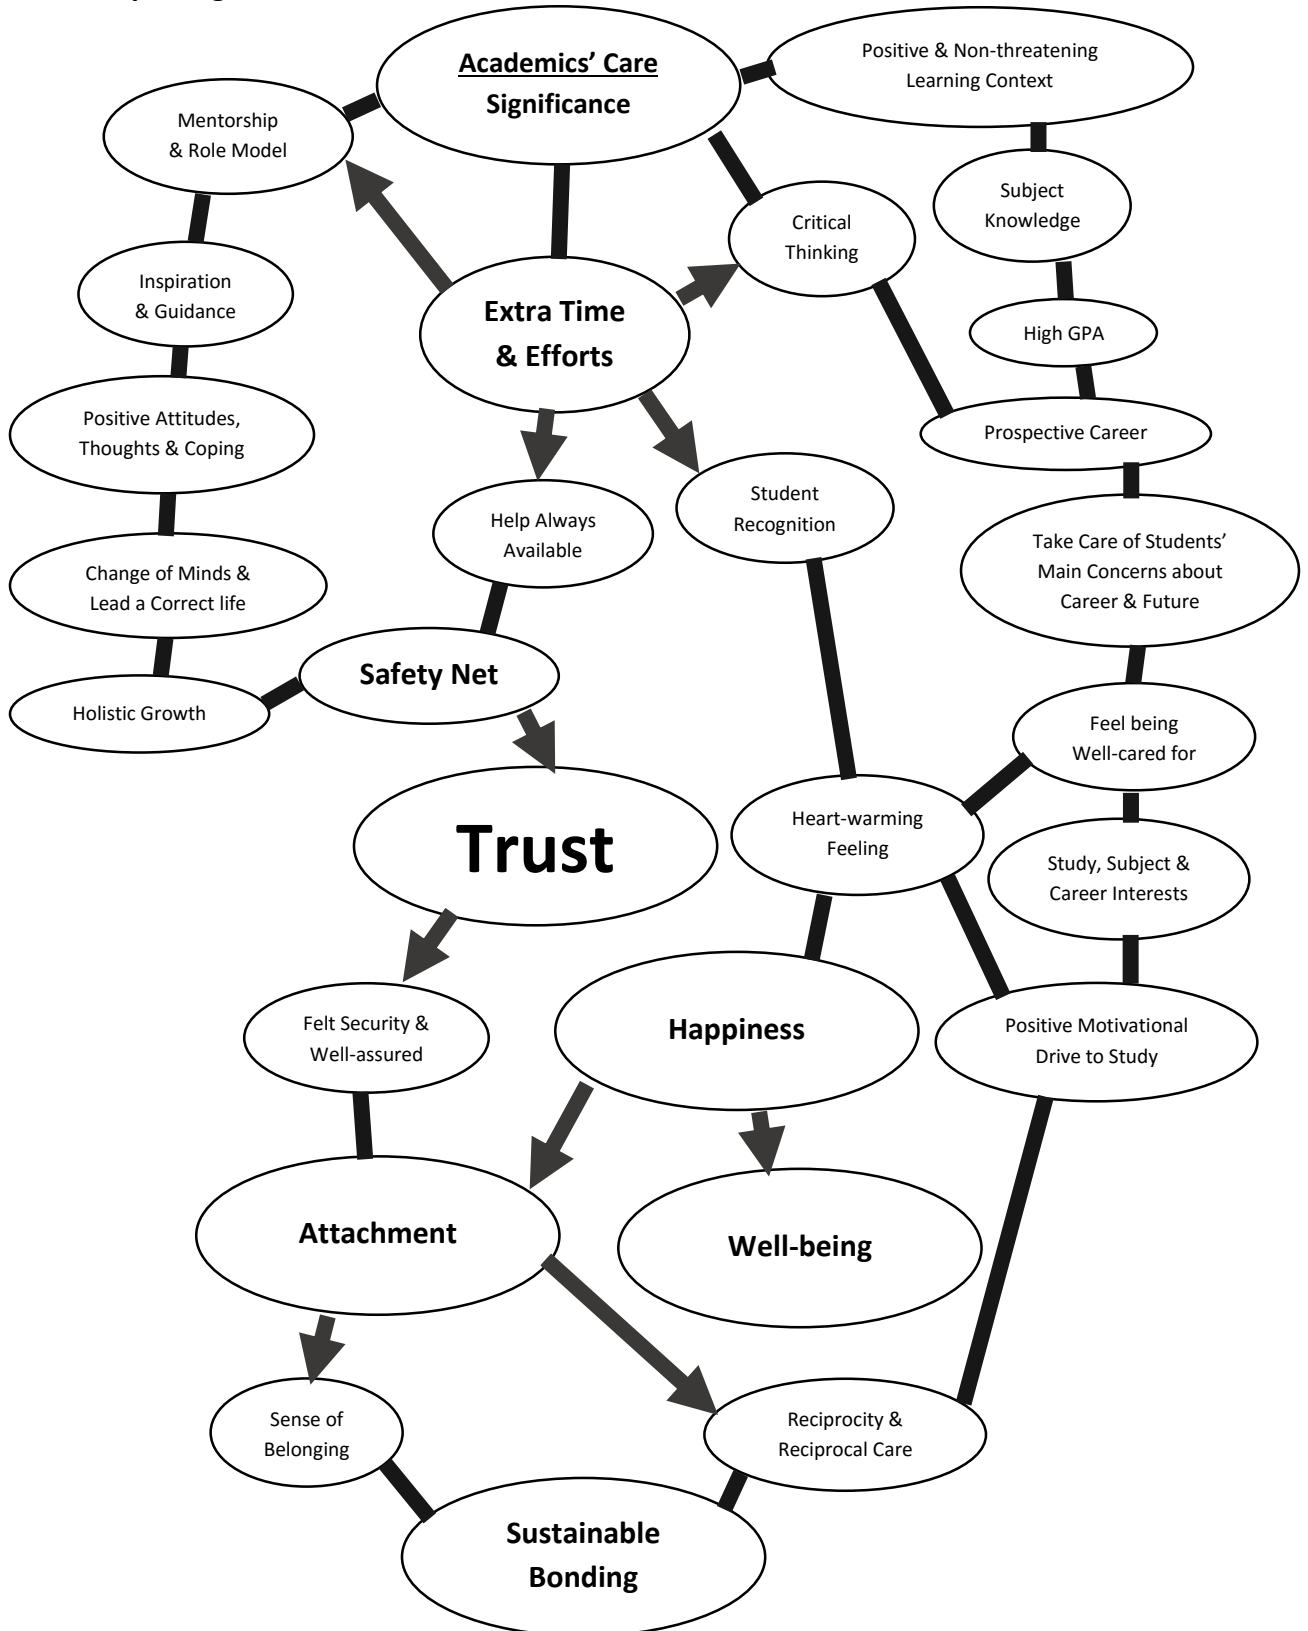 Academics’ Care
Significance
Positive & Non-threatening
Learning Context
Mentorship
& Role Model
Subject
Knowledge
Critical
Thinking
Inspiration
& Guidance
Extra Time
& Efforts
High GPA
Positive Attitudes,
Thoughts & Coping
Prospective Career
Student
Recognition
Help Always
Available
Take Care of Students’
Main Concerns about
Career & Future
Change of Minds &
Lead a Correct life
Safety Net
Holistic Growth
Feel being
Well-cared for
Trust
Heart-warming
Feeling
Study, Subject &
Career Interests
Felt Security &
Well-assured
Happiness
Positive Motivational
Drive to Study
Attachment
Well-being
Sense of
Belonging
Reciprocity &
Reciprocal Care
Sustainable
Bonding